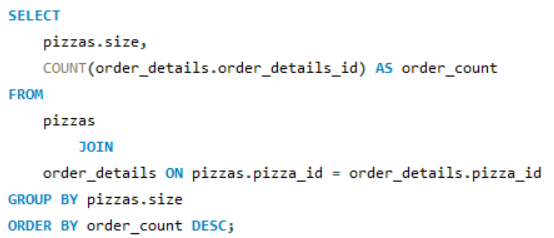 SELECT
pizzas.size,
COUNT(order_details.order_details_id) AS order_count
FROM
pizzas
JOIN
order_details ON pizzas.pizza_id = order_details.pizza_id
GROUP BY pizzas.size
ORDER BY order_count DESC;